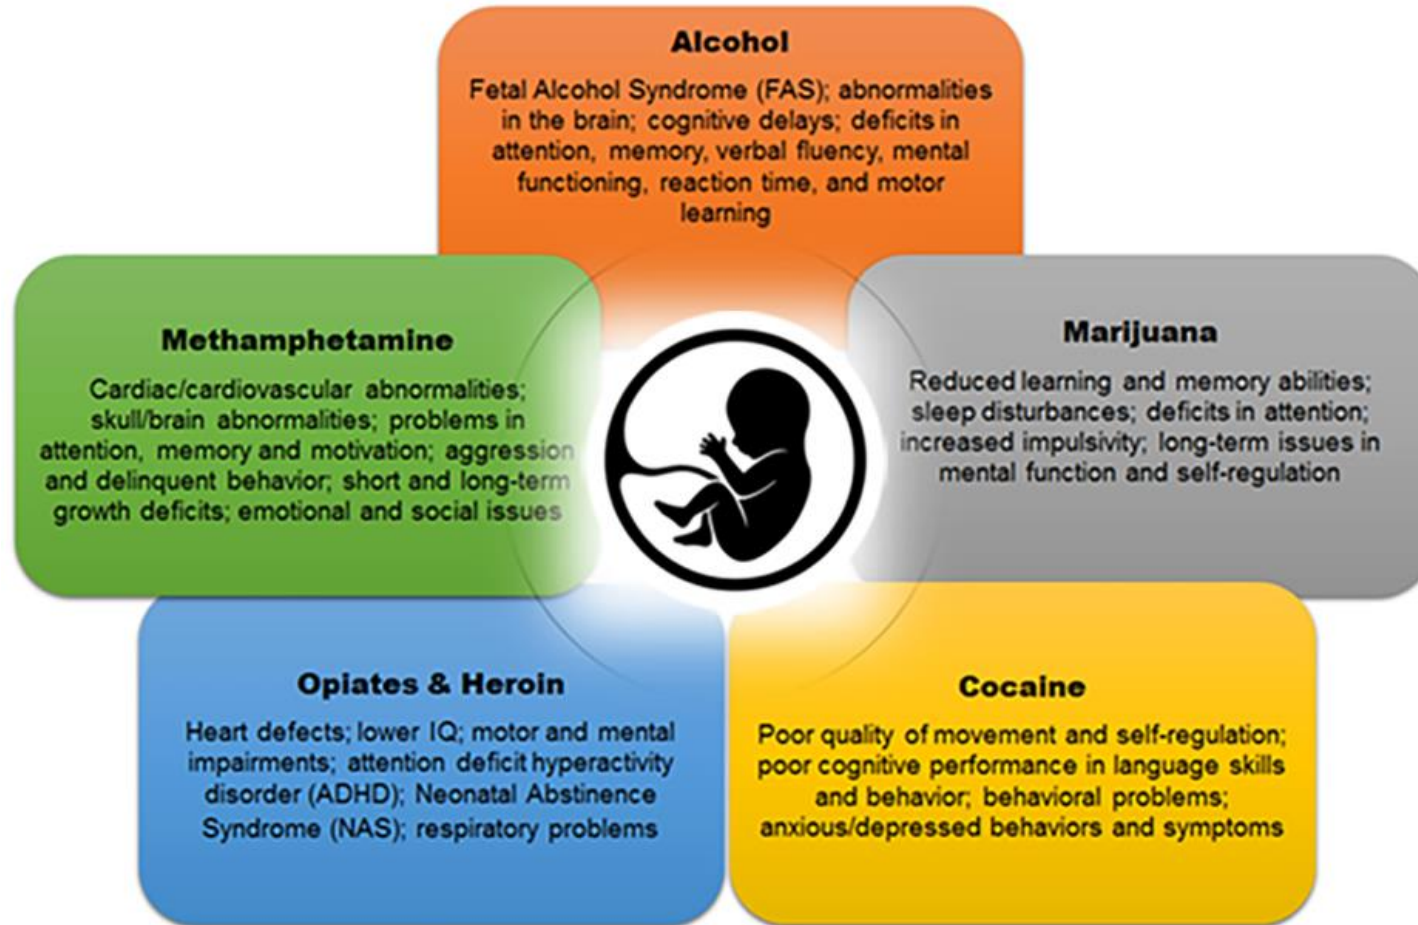 Alcohol
Fetal Alcohol Syndrome (FAS); abnormalities
in the brain; cognitive delays; deficits in
attention, memory, verbal fluency, mental
functioning, reaction time, and motor
learning
Methamphetamine
Cardiac/cardiovascular abnormalities;
skull/brain abnormalities; problems in
attention, memory and motivation; aggression
and delinquent behavior; short and long-term
growth deficits; emotional and social issues
Marijuana
Reduced learning and memory abilities;
sleep disturbances; deficits in attention;
increased impulsivity; long-term issues in
mental function and self-regulation
Opiates & Heroin
Heart defects; lower IQ; motor and mental
impairments; attention deficit hyperactivity
disorder (ADHD); Neonatal Abstinence
Syndrome (NAS); respiratory problems
Cocaine
Poor quality of movement and self-regulation;
poor cognitive performance in language skills
and behavior; behavioral problems;
anxious/depressed behaviors and symptoms